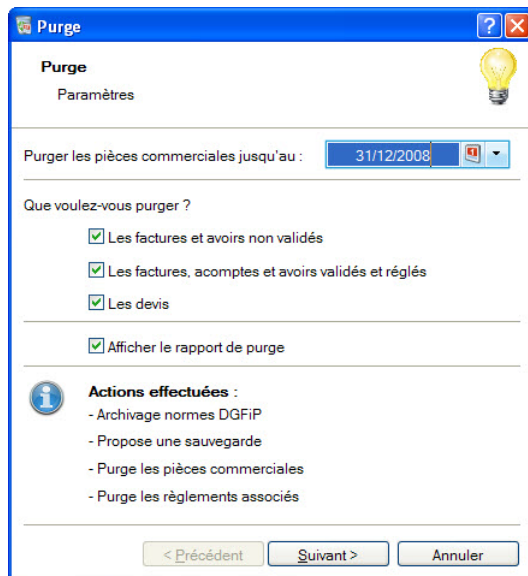 Purge
Purge
Paramètres
Purger les pièces commerciales jusqu'au : 31/12/2008
Que voulez-vous purger ?
Les factures et avoirs non validés
Les factures, acomptes et avoirs validés et réglés
Les devis
Afficher le rapport de purge
Actions effectuées :
- Archivage normes DGFiP
- Propose une sauvegarde
- Purge les pièces commerciales
- Purge les règlements associés
< Précédent Suivant > Annuler